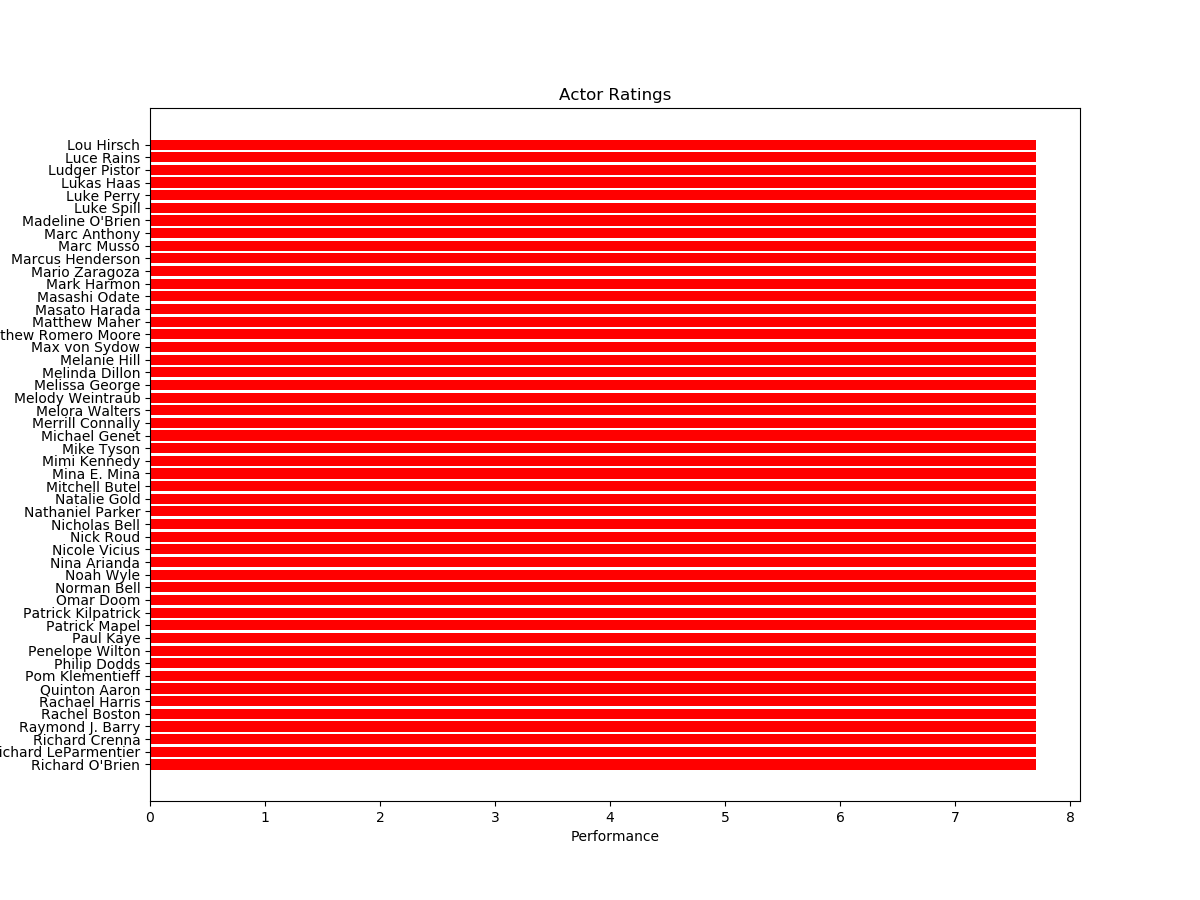 Actor Ratings
Lou Hirsch
Luce Rains
Ludger Pistor
Lukas Haas
Luke Perry
Luke Spill
Madeline O'Brien
Marc Anthony
Marc Musso
Marcus Henderson
Mario Zaragoza
Mark Harmon
Masashi Odate
Masato Harada
Matthew Maher
thew Romero Moore
Max von Sydow
Melanie Hill
Melinda Dillon
Melissa George
Melody Weintraub
Melora Walters
Merrill Connally
Michael Genet
Mike Tyson
Mimi Kennedy
Mina E. Mina
Mitchell Butel
Natalie Gold
Nathaniel Parker
Nicholas Bell
Nick Roud
Nicole Vicius
Nina Arianda
Noah Wyle
Norman Bell
Omar Doom
Patrick Kilpatrick
Patrick Mapel
Paul Kaye
Penelope Wilton
Philip Dodds
Pom Klementieff
Quinton Aaron
Rachael Harris
Rachel Boston
Raymond J. Barry
Richard Crenna
ichard LeParmentier
Richard O'Brien
0 1 2 3 4 5 6 7 8
Performance